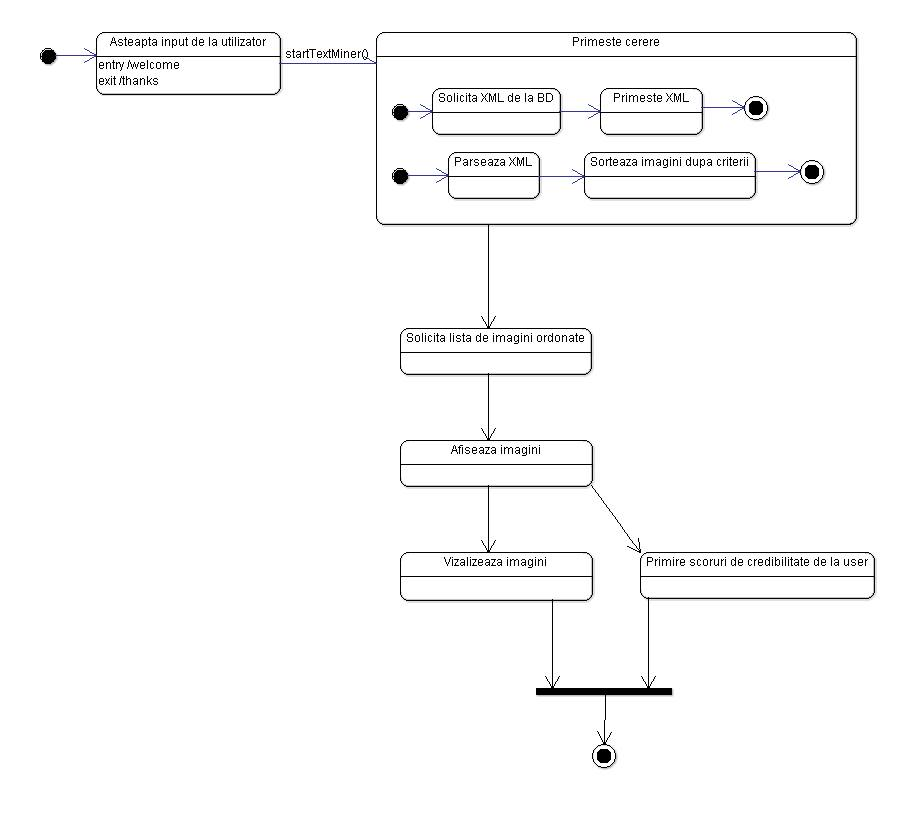 Asteapta input de la utilizator
entry /welcome
exit /thanks
startTextMiner()
Primeste cerere
Solicita XML de la BD
Primeste XML
Parseaza XML
Sorteaza imagini dupa criterii
Solicita lista de imagini ordonate
Afiseaza imagini
Vizalizeaza imagini
Primire scoruri de credibilitate de la user